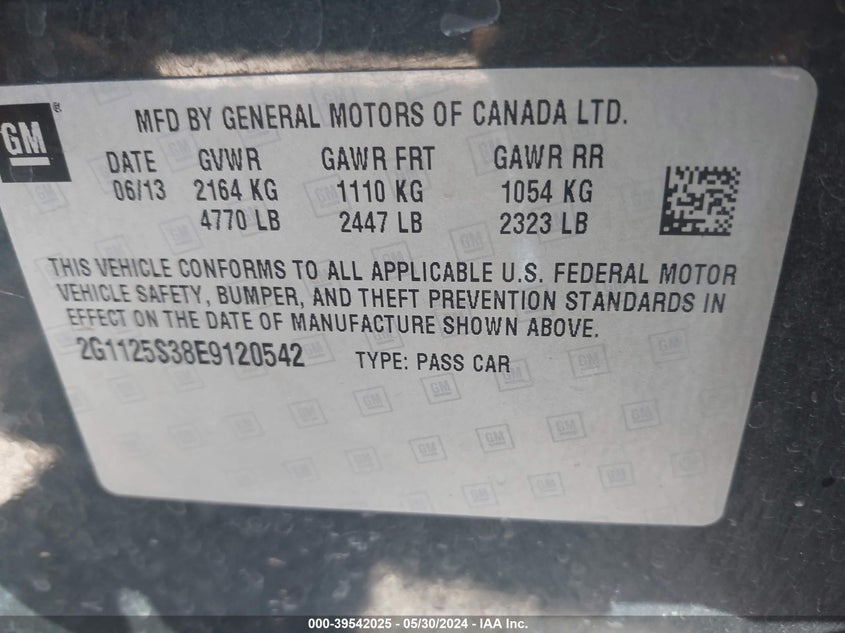 GM
MFD BY GENERAL MOTORS OF CANADA LTD.
DATE GVWR GAWR FRT GAWR RR
06/13 2164 KG 1110 KG 1054 KG
4770 LB 2447 LB 2323 LB
THIS VEHICLE CONFORMS TO ALL APPLICABLE U.S. FEDERAL MOTOR
VEHICLE SAFETY, BUMPER, AND THEFT PREVENTION STANDARDS IN
EFFECT ON THE DATE OF MANUFACTURE SHOWN ABOVE.
2G1125S38E9120542 TYPE: PASS CAR
000-39542025 - 05/30/2024 - IAA Inc.